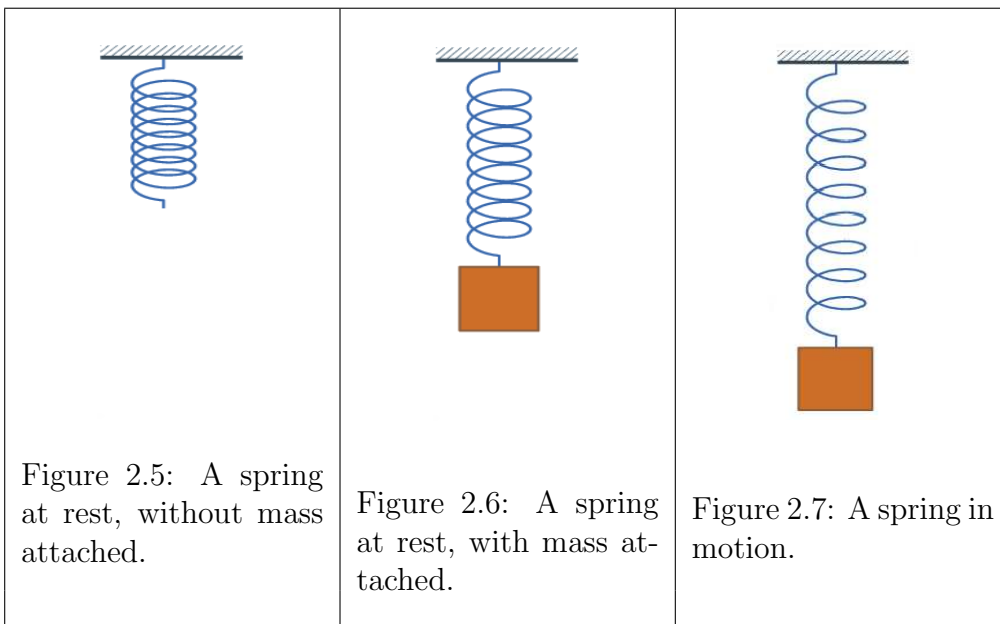 Figure 2.5: A spring
at rest, without mass
attached.
Figure 2.6: A spring
at rest, with mass at-
tached.
Figure 2.7: A spring in
motion.